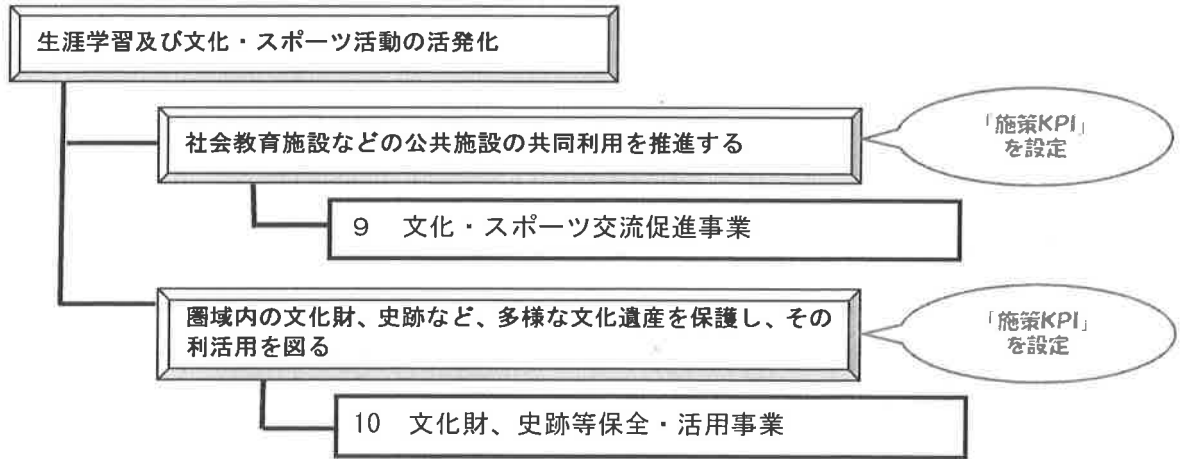 生涯学習及び文化・スポーツ活動の活発化
社会教育施設などの公共施設の共同利用を推進する
「施策KPI」
を設定
9　文化・スポーツ交流促進事業
圏域内の文化財、史跡など、多様な文化遺産を保護し、その
利活用を図る
「施策KPI」
を設定
10　文化財、史跡等保全・活用事業